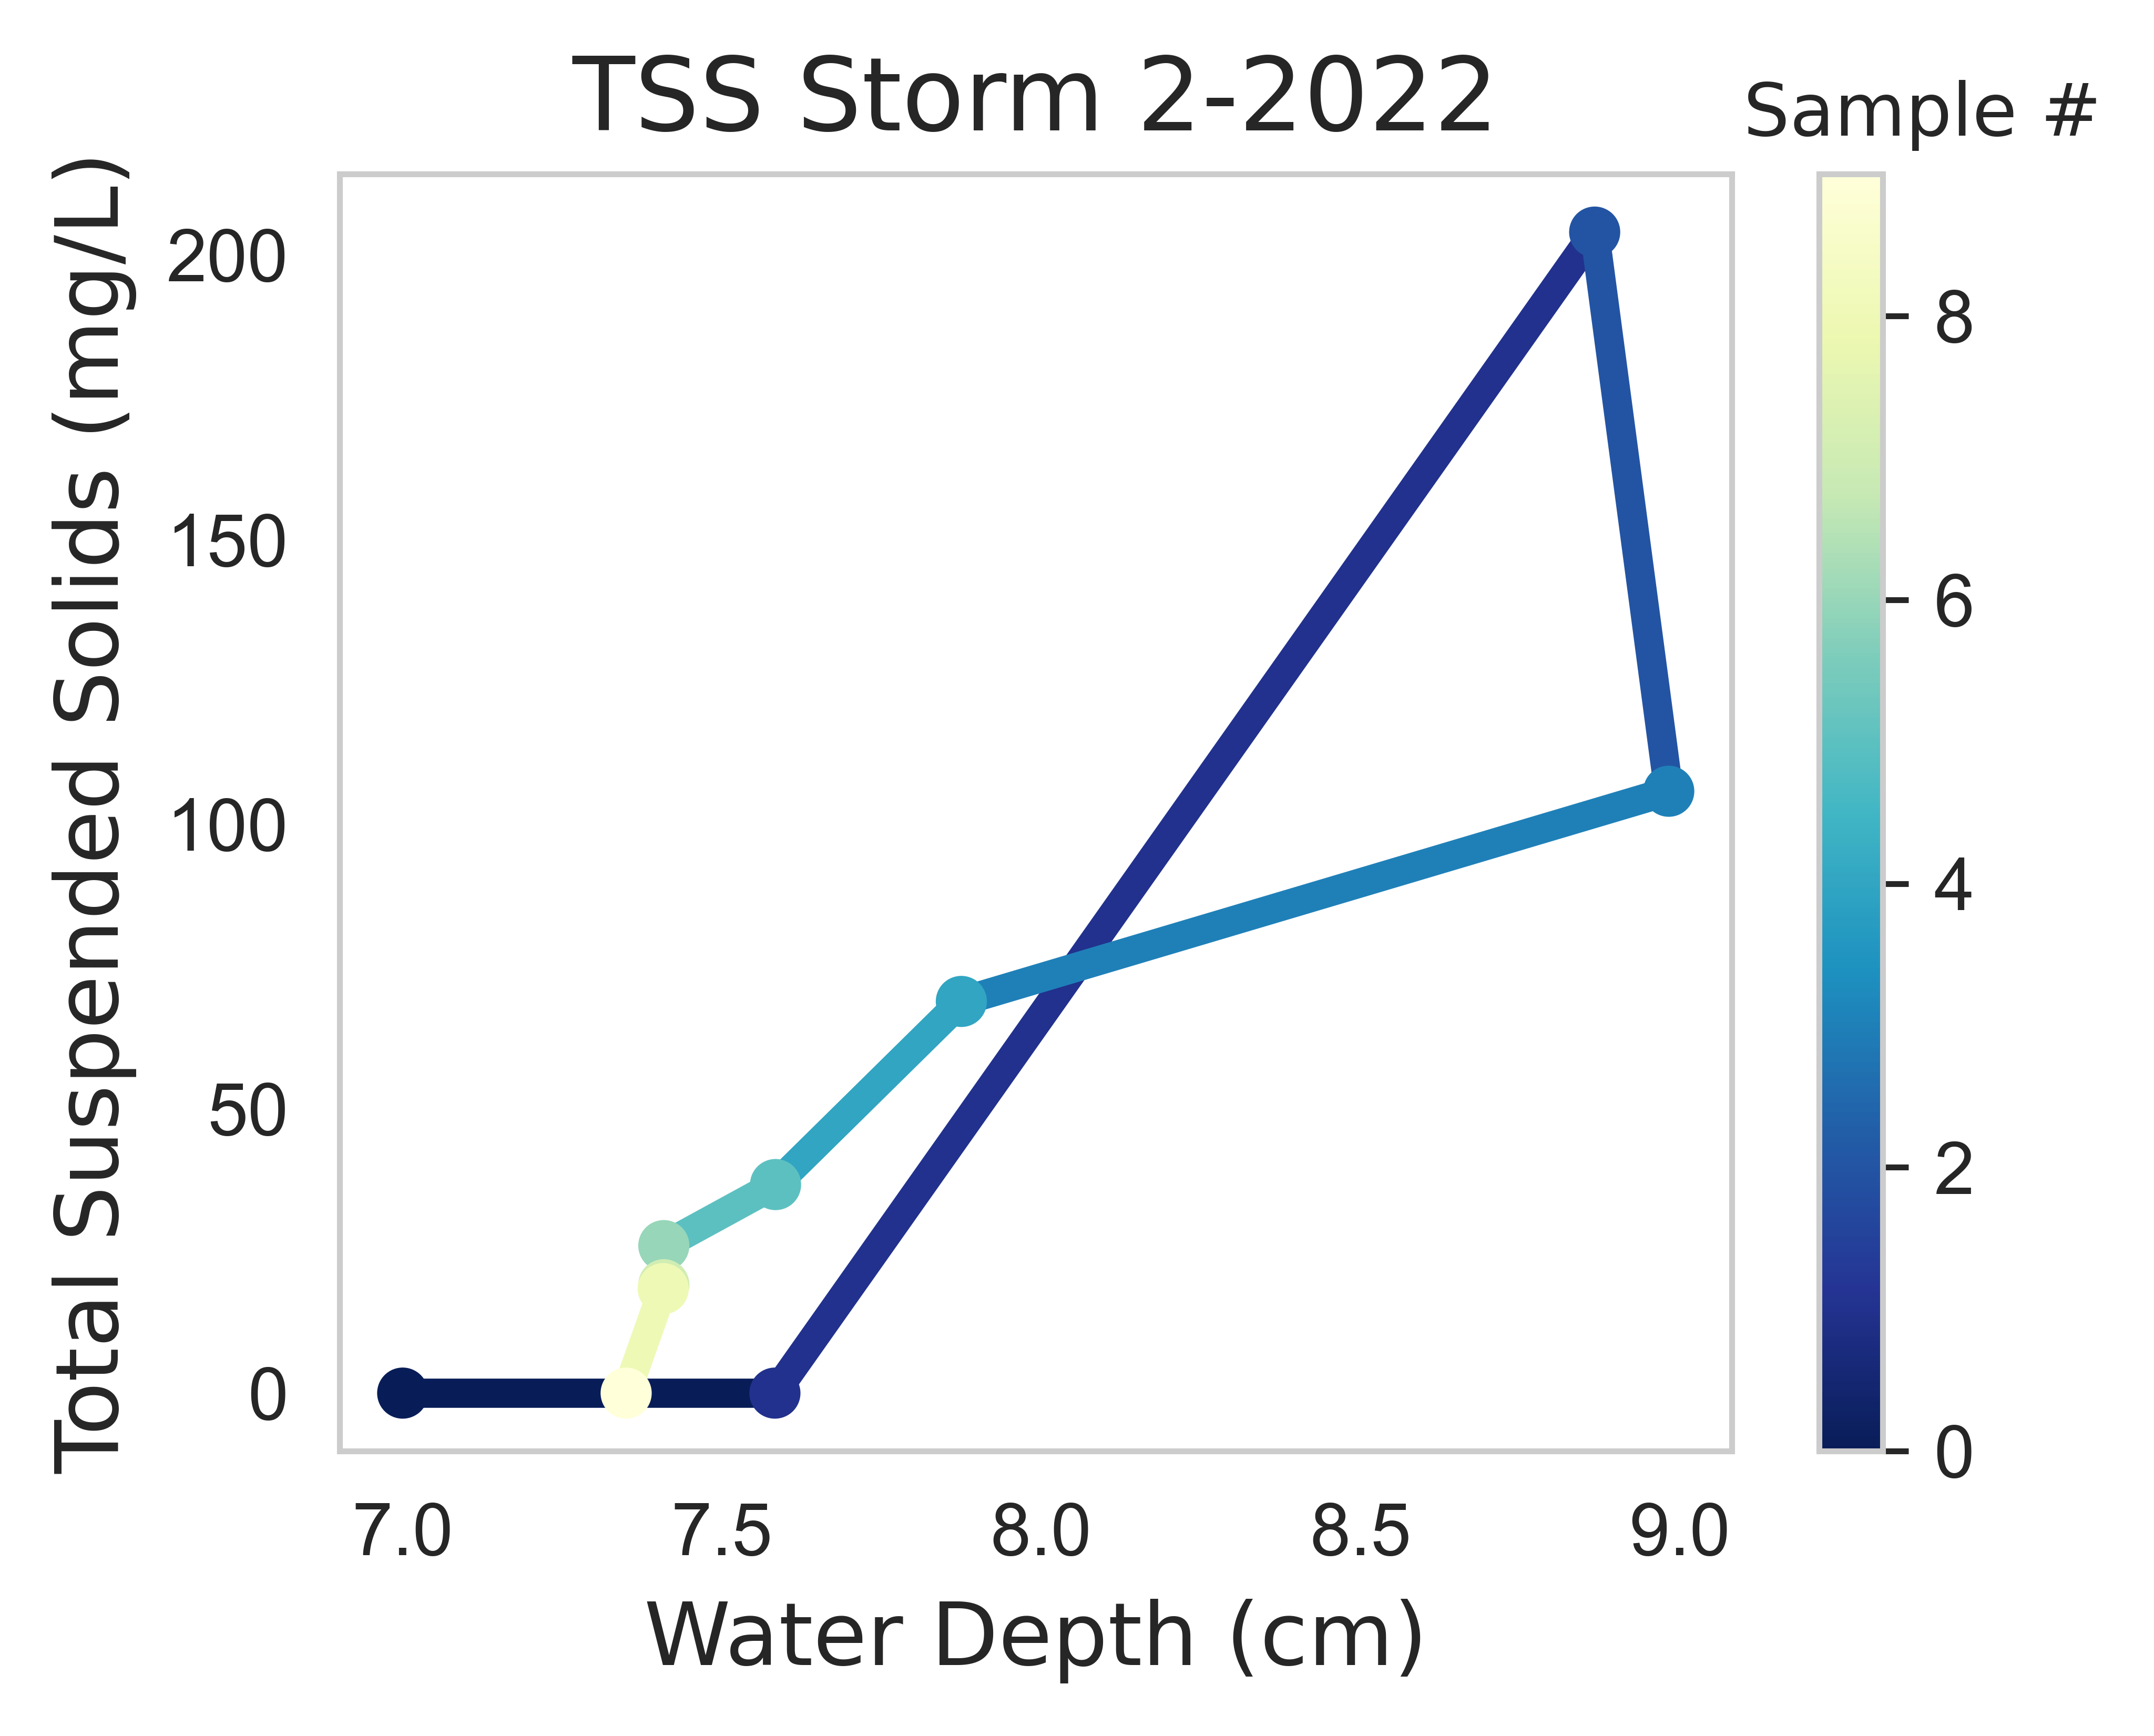 TSS Storm 2-2022
Sample #
Total Suspended Solids (mg/L)
200
150
100
50
0
7.0 7.5 8.0 8.5 9.0
Water Depth (cm)
8
6
4
2
0